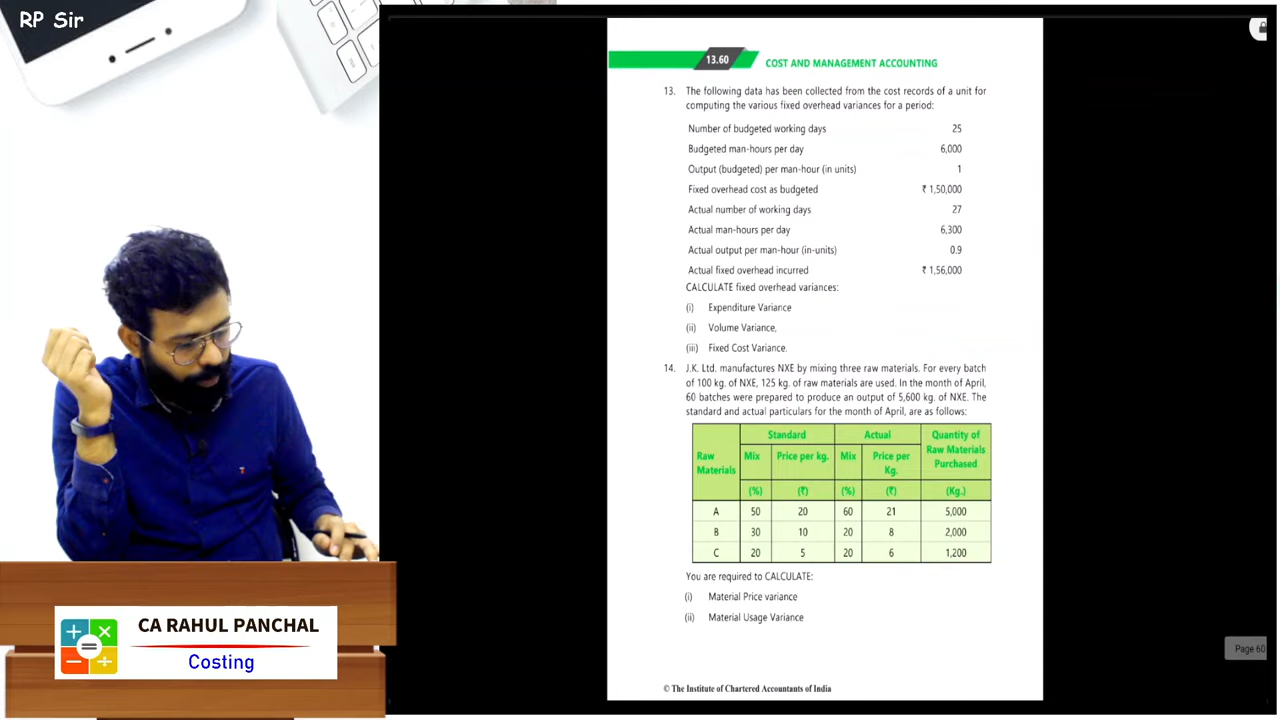 RP Sir
13.60 COST AND MANAGEMENT ACCOUNTING
13. The following data has been collected from the cost records of a unit for
computing the various fixed overhead variances for a period:
Number of budgeted working days 25
Budgeted man-hours per day 6,000
Output (budgeted) per man-hour (in units) 1
Fixed overhead cost as budgeted ₹ 1,50,000
Actual number of working days 27
Actual man-hours per day 6,300
Actual output per man-hour (in-units) 0.9
Actual fixed overhead incurred ₹ 1,56,000
CALCULATE fixed overhead variances:
(i) Expenditure Variance
(ii) Volume Variance,
(iii) Fixed Cost Variance.
14. J.K. Ltd. manufactures NXE by mixing three raw materials. For every batch
of 100 kg. of NXE, 125 kg. of raw materials are used. In the month of April,
60 batches were prepared to produce an output of 5,600 kg. of NXE. The
standard and actual particulars for the month of April, are as follows:
Raw Materials Standard Actual Quantity of Raw Materials Purchased
Mix Price per kg. Mix Price per Kg.
(%) (₹) (%) (₹) (Kg.)
A 50 20 60 21 5,000
B 30 10 20 8 2,000
C 20 5 20 6 1,200
You are required to CALCULATE:
(i) Material Price variance
(ii) Material Usage Variance
© The Institute of Chartered Accountants of India
Page 60
CA RAHUL PANCHAL
Costing